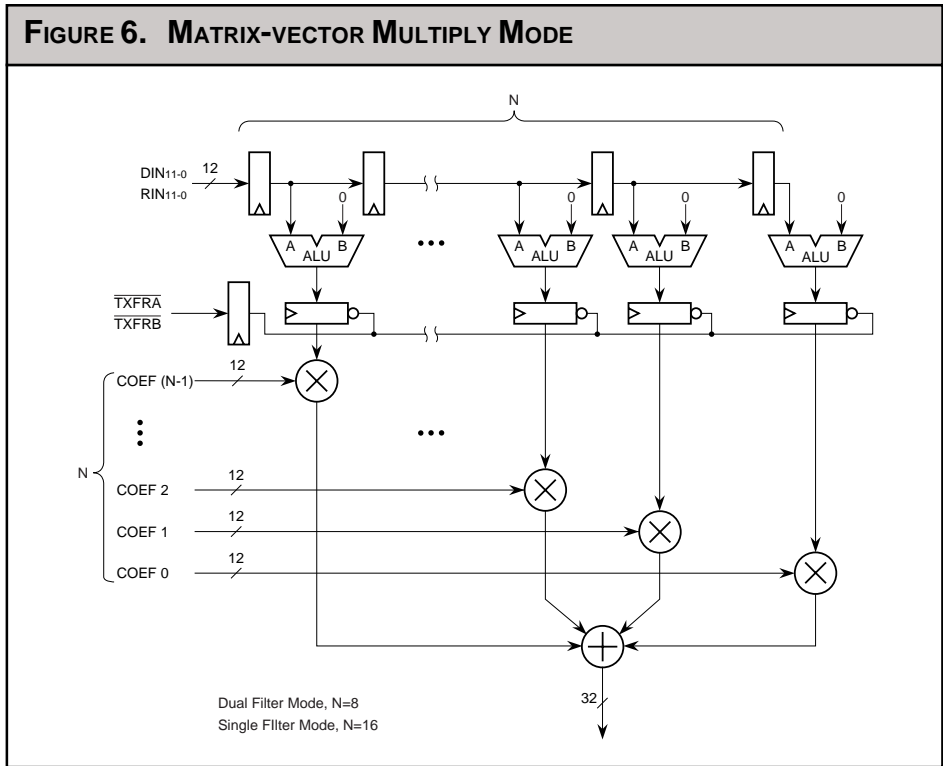 FIGURE 6. MATRIX-VECTOR MULTIPLY MODE
N
DIN11-0
RIN11-0
12
0
0
0
0
A B
ALU
A B
ALU
A B
ALU
A B
ALU
TXFRA
TXFRB
N
COEF (N-1)
12
COEF 2
12
COEF 1
12
COEF 0
12
32
Dual Filter Mode, N=8
Single FIlter Mode, N=16